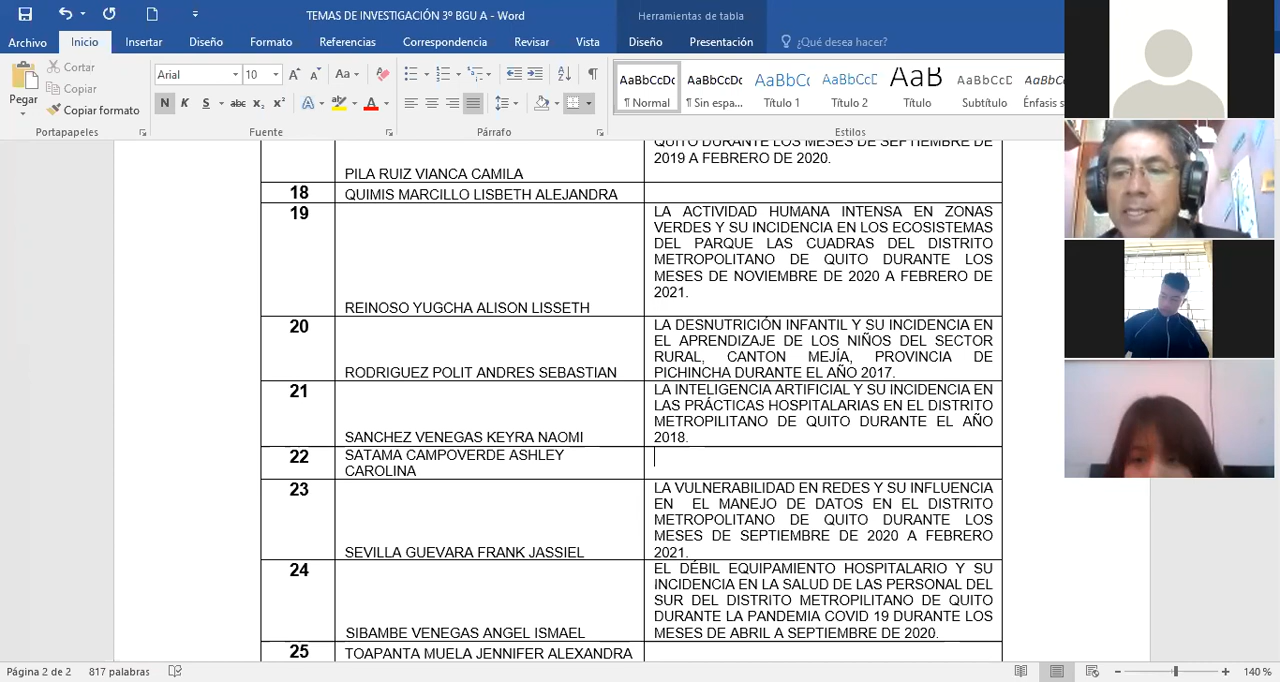 TEMAS DE INVESTIGACIÓN 3º BGU A - Word
Herramientas de tabla
Archivo Inicio Insertar Diseño Formato Referencias Correspondencia Revisar Vista Diseño Presentación ¿Qué desea hacer?
Pegar
Cortar
Copiar
Copiar formato
Portapapeles
Arial 10
Aa
N K S abc x₂ x²
A A
Fuente
Párrafo
AaBbCcDc AaBbCcDc AaBbCc AaBbCcD AaB AaBbCcD AaBbCcD
¶ Normal ¶ Sin espa... Título 1 Título 2 Título Subtítulo Énfasis s
Estilos
QUITO DURANTE LOS MESES DE SEPTIEMBRE DE
2019 A FEBRERO DE 2020.
PILA RUIZ VIANCA CAMILA
18 QUIMIS MARCILLO LISBETH ALEJANDRA
19
REINOSO YUGCHA ALISON LISSETH
LA ACTIVIDAD HUMANA INTENSA EN ZONAS
VERDES Y SU INCIDENCIA EN LOS ECOSISTEMAS
DEL PARQUE LAS CUADRAS DEL DISTRITO
METROPOLITANO DE QUITO DURANTE LOS
MESES DE NOVIEMBRE DE 2020 A FEBRERO DE
2021.
20
RODRIGUEZ POLIT ANDRES SEBASTIAN
LA DESNUTRICIÓN INFANTIL Y SU INCIDENCIA EN
EL APRENDIZAJE DE LOS NIÑOS DEL SECTOR
RURAL, CANTON MEJÍA, PROVINCIA DE
PICHINCHA DURANTE EL AÑO 2017.
21
SANCHEZ VENEGAS KEYRA NAOMI
LA INTELIGENCIA ARTIFICIAL Y SU INCIDENCIA EN
LAS PRÁCTICAS HOSPITALARIAS EN EL DISTRITO
METROPILITANO DE QUITO DURANTE EL AÑO
2018.
22 SATAMA CAMPOVERDE ASHLEY
CAROLINA
23
SEVILLA GUEVARA FRANK JASSIEL
LA VULNERABILIDAD EN REDES Y SU INFLUENCIA
EN EL MANEJO DE DATOS EN EL DISTRITO
METROPOLITANO DE QUITO DURANTE LOS
MESES DE SEPTIEMBRE DE 2020 A FEBRERO
2021.
24
SIBAMBE VENEGAS ANGEL ISMAEL
EL DÉBIL EQUIPAMIENTO HOSPITALARIO Y SU
INCIDENCIA EN LA SALUD DE LAS PERSONAL DEL
SUR DEL DISTRITO METROPILITANO DE QUITO
DURANTE LA PANDEMIA COVID 19 DURANTE LOS
MESES DE ABRIL A SEPTIEMBRE DE 2020.
25 TOAPANTA MUELA JENNIFER ALEXANDRA
Página 2 de 2 817 palabras
140 %